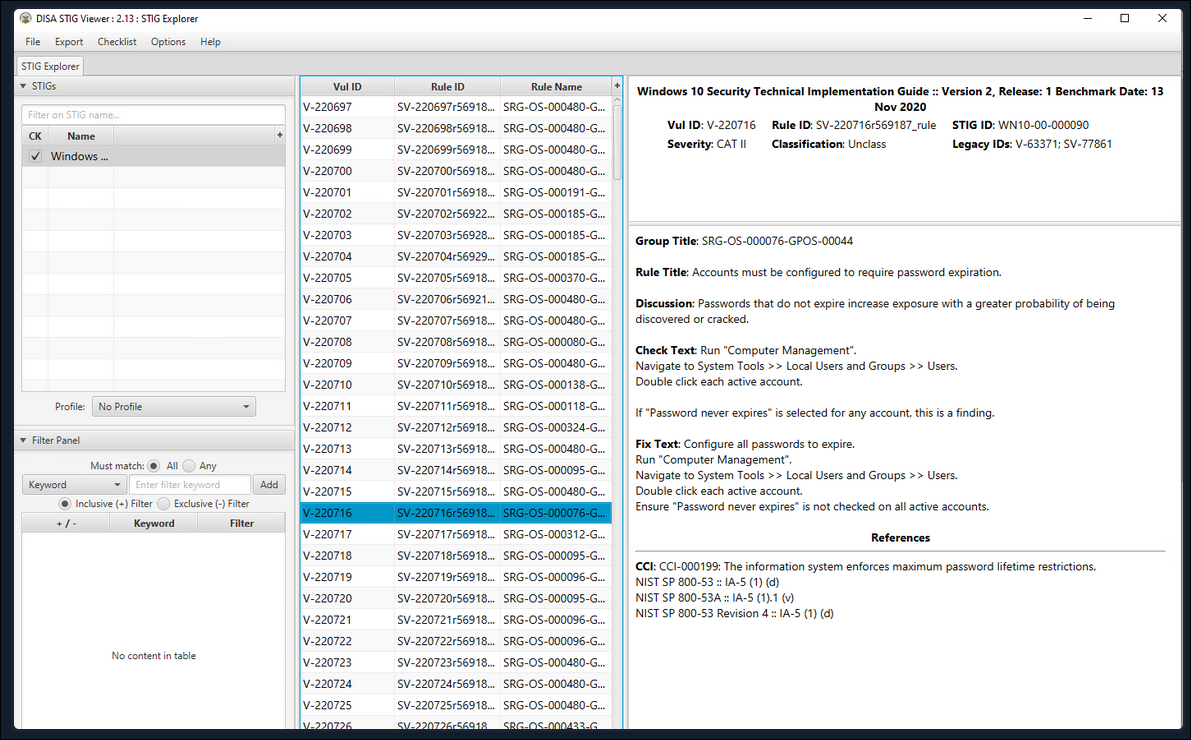 DISA STIG Viewer : 2.13 : STIG Explorer
File Export Checklist Options Help
STIG Explorer
STIGs
Filter on STIG name...
CK Name +
Windows ...
Profile: No Profile
Filter Panel
Must match: All Any
Keyword Enter filter keyword Add
Inclusive (+) Filter Exclusive (-) Filter
+ / - Keyword Filter
No content in table
Vul ID Rule ID Rule Name +
V-220697 SV-220697r56918... SRG-OS-000480-G...
V-220698 SV-220698r56918... SRG-OS-000480-G...
V-220699 SV-220699r56918... SRG-OS-000480-G...
V-220700 SV-220700r56918... SRG-OS-000480-G...
V-220701 SV-220701r56918... SRG-OS-000191-G...
V-220702 SV-220702r56922... SRG-OS-000185-G...
V-220703 SV-220703r56928... SRG-OS-000185-G...
V-220704 SV-220704r56929... SRG-OS-000185-G...
V-220705 SV-220705r56918... SRG-OS-000370-G...
V-220706 SV-220706r56921... SRG-OS-000480-G...
V-220707 SV-220707r56918... SRG-OS-000480-G...
V-220708 SV-220708r56918... SRG-OS-000080-G...
V-220709 SV-220709r56918... SRG-OS-000480-G...
V-220710 SV-220710r56918... SRG-OS-000138-G...
V-220711 SV-220711r56918... SRG-OS-000118-G...
V-220712 SV-220712r56918... SRG-OS-000324-G...
V-220713 SV-220713r56918... SRG-OS-000480-G...
V-220714 SV-220714r56918... SRG-OS-000095-G...
V-220715 SV-220715r56918... SRG-OS-000480-G...
V-220716 SV-220716r56918... SRG-OS-000076-G...
V-220717 SV-220717r56918... SRG-OS-000312-G...
V-220718 SV-220718r56918... SRG-OS-000095-G...
V-220719 SV-220719r56918... SRG-OS-000096-G...
V-220720 SV-220720r56918... SRG-OS-000095-G...
V-220721 SV-220721r56918... SRG-OS-000096-G...
V-220722 SV-220722r56918... SRG-OS-000096-G...
V-220723 SV-220723r56918... SRG-OS-000480-G...
V-220724 SV-220724r56918... SRG-OS-000480-G...
V-220725 SV-220725r56918... SRG-OS-000480-G...
V-220726 SV-220726r56918... SRG-OS-000433-G...
Windows 10 Security Technical Implementation Guide :: Version 2, Release: 1 Benchmark Date: 13
Nov 2020
Vul ID: V-220716 Rule ID: SV-220716r569187_rule STIG ID: WN10-00-000090
Severity: CAT II Classification: Unclass Legacy IDs: V-63371; SV-77861
Group Title: SRG-OS-000076-GPOS-00044
Rule Title: Accounts must be configured to require password expiration.
Discussion: Passwords that do not expire increase exposure with a greater probability of being
discovered or cracked.
Check Text: Run "Computer Management".
Navigate to System Tools >> Local Users and Groups >> Users.
Double click each active account.
If "Password never expires" is selected for any account, this is a finding.
Fix Text: Configure all passwords to expire.
Run "Computer Management".
Navigate to System Tools >> Local Users and Groups >> Users.
Double click each active account.
Ensure "Password never expires" is not checked on all active accounts.
References
CCI: CCI-000199: The information system enforces maximum password lifetime restrictions.
NIST SP 800-53 :: IA-5 (1) (d)
NIST SP 800-53A :: IA-5 (1).1 (v)
NIST SP 800-53 Revision 4 :: IA-5 (1) (d)